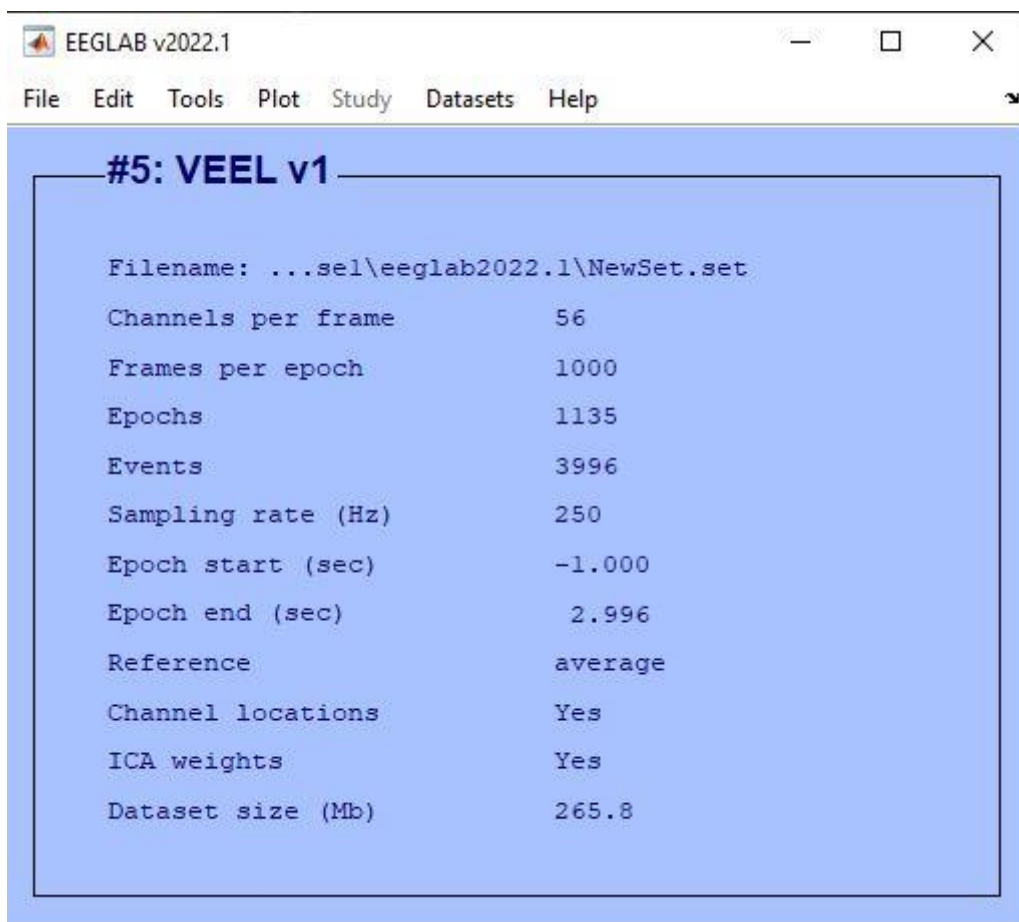 EEGLAB v2022.1
File Edit Tools Plot Study Datasets Help
#5: VEEL v1
Filename: ...sel\eeglab2022.1\NewSet.set
Channels per frame 56
Frames per epoch 1000
Epochs 1135
Events 3996
Sampling rate (Hz) 250
Epoch start (sec) -1.000
Epoch end (sec) 2.996
Reference average
Channel locations Yes
ICA weights Yes
Dataset size (Mb) 265.8